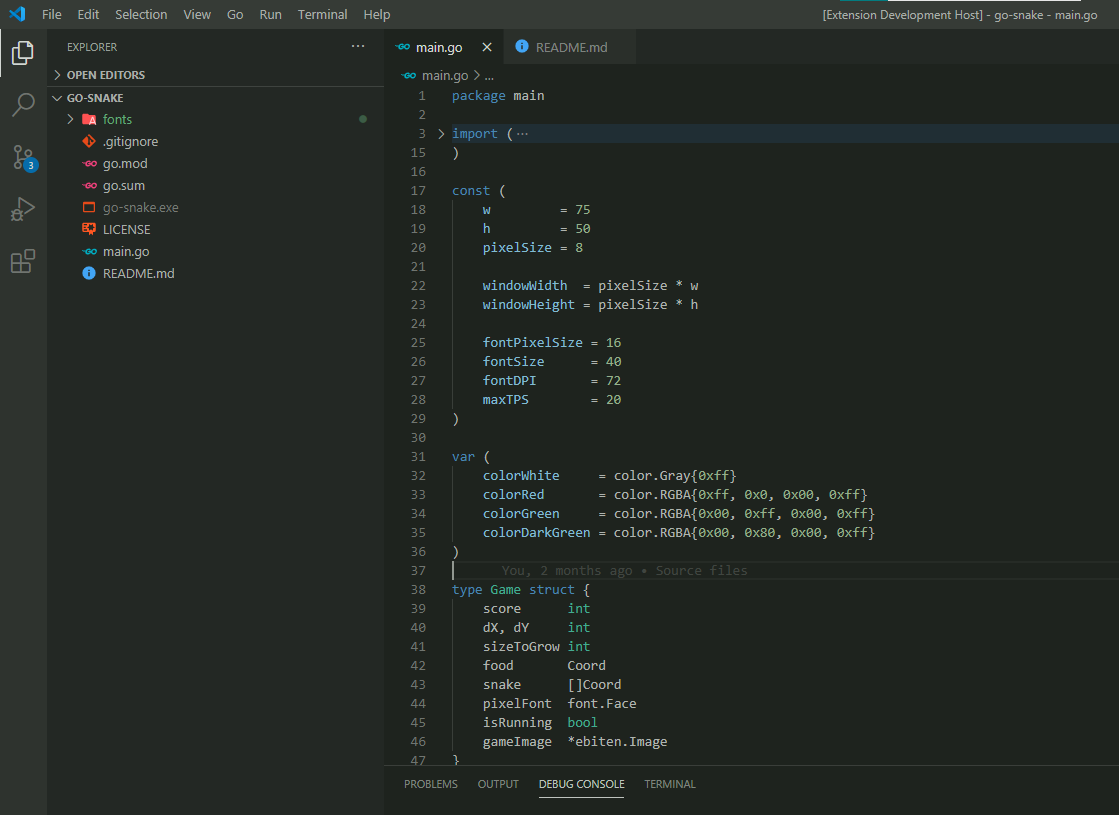 File Edit Selection View Go Run Terminal Help [Extension Development Host] - go-snake - main.go
EXPLORER ···
OPEN EDITORS
GO-SNAKE
fonts
.gitignore
go.mod
go.sum
go-snake.exe
LICENSE
main.go
README.md
3
main.go × README.md
main.go > ...
1 package main
2
3 import (···
15 )
16
17 const (
18 w = 75
19 h = 50
20 pixelSize = 8
21
22 windowWidth = pixelSize * w
23 windowHeight = pixelSize * h
24
25 fontPixelSize = 16
26 fontSize = 40
27 fontDPI = 72
28 maxTPS = 20
29 )
30
31 var (
32 colorWhite = color.Gray{0xff}
33 colorRed = color.RGBA{0xff, 0x0, 0x00, 0xff}
34 colorGreen = color.RGBA{0x00, 0xff, 0x00, 0xff}
35 colorDarkGreen = color.RGBA{0x00, 0x80, 0x00, 0xff}
36 )
37 You, 2 months ago • Source files
38 type Game struct {
39 score int
40 dX, dY int
41 sizeToGrow int
42 food Coord
43 snake []Coord
44 pixelFont font.Face
45 isRunning bool
46 gameImage *ebiten.Image
47 }
PROBLEMS OUTPUT DEBUG CONSOLE TERMINAL